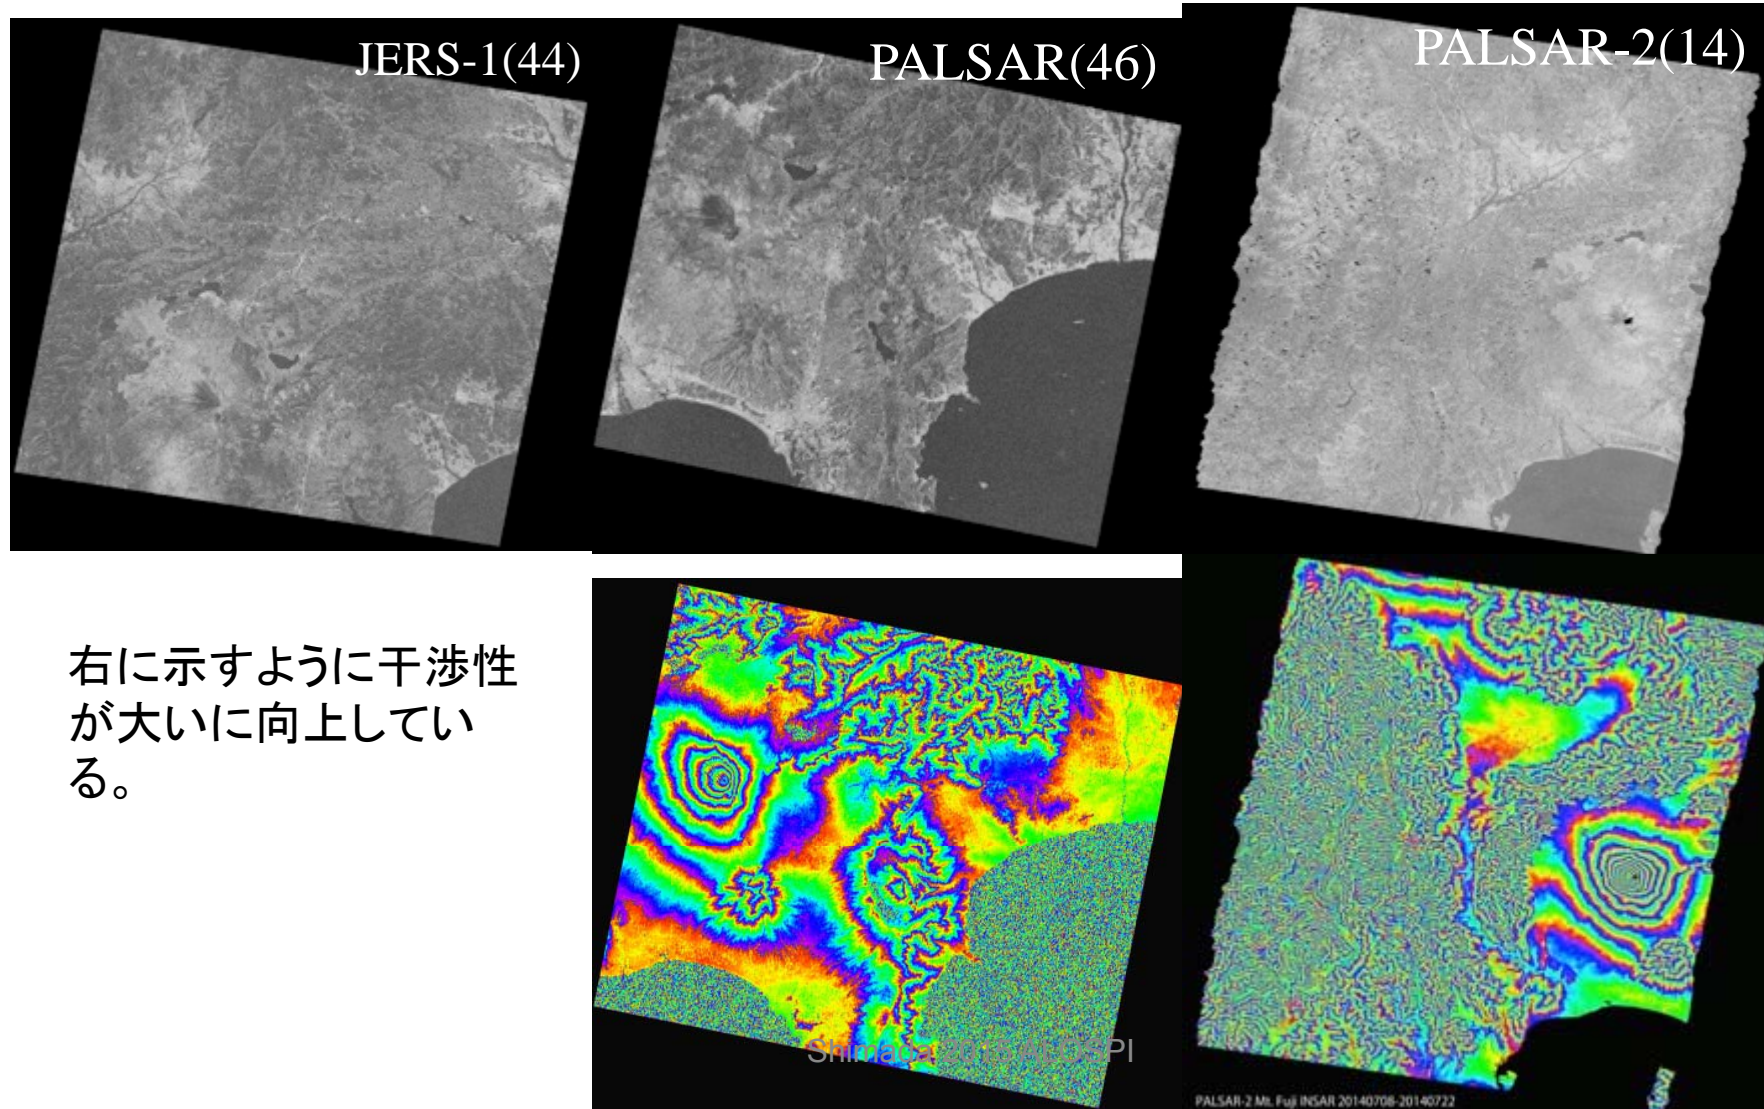 JERS-1(44)
PALSAR(46)
PALSAR-2(14)
右に示すように干渉性
が大いに向上してい
る。
Shimada
PALSAR-2 Mt. Fuji INSAR 20140708-20140722